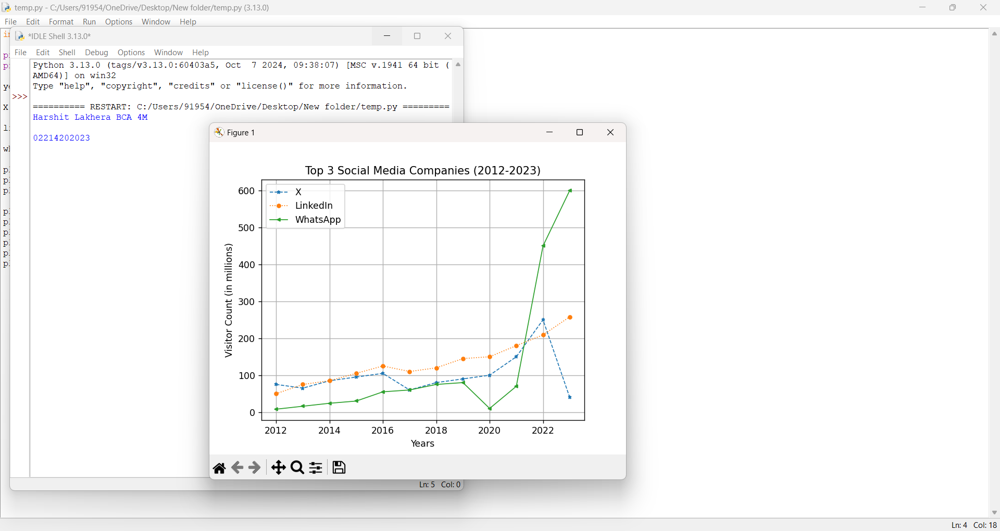 temp.py - C:/Users/91954/OneDrive/Desktop/New folder/temp.py (3.13.0)
File Edit Format Run Options Window Help
*IDLE Shell 3.13.0*
File Edit Shell Debug Options Window Help
Python 3.13.0 (tags/v3.13.0:60403a5, Oct  7 2024, 09:38:07) [MSC v.1941 64 bit (
AMD64)] on win32
Type "help", "copyright", "credits" or "license()" for more information.
>>>
========== RESTART: C:/Users/91954/OneDrive/Desktop/New folder/temp.py =========
Harshit Lakhera BCA 4M
02214202023
X
Figure 1
Top 3 Social Media Companies (2012-2023)
X
LinkedIn
WhatsApp
600
500
400
300
200
100
0
Visitor Count (in millions)
2012 2014 2016 2018 2020 2022
Years
Ln: 5 Col: 0
Ln: 4 Col: 18